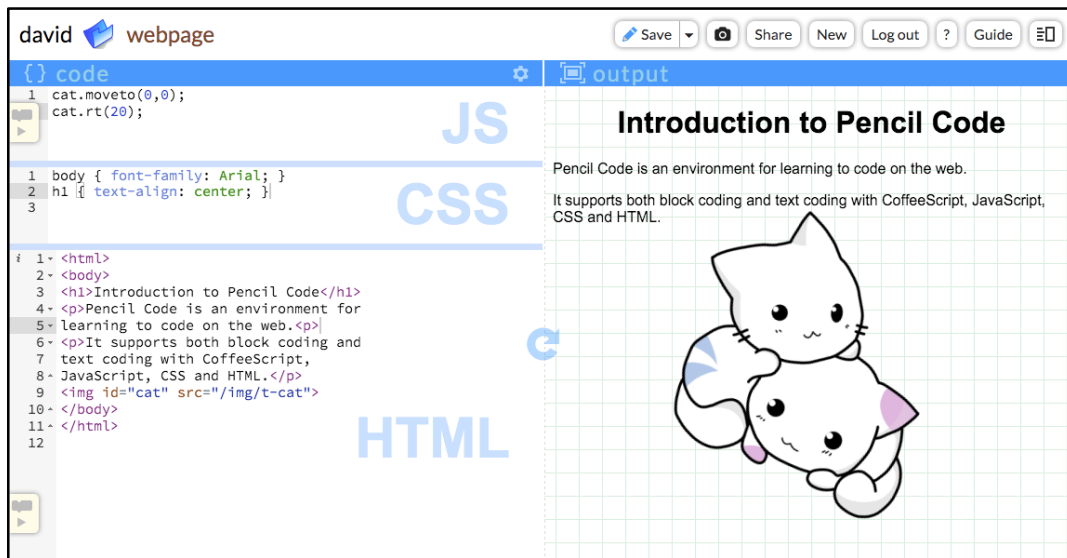 david webpage Save Share New Log out ? Guide
{} code
output
1 cat.moveto(0,0);
cat.rt(20);
JS
1 body { font-family: Arial; }
2 h1 { text-align: center; }
3
CSS
i 1 <html>
2 <body>
3 <h1>Introduction to Pencil Code</h1>
4 <p>Pencil Code is an environment for
5 learning to code on the web.<p>
6 <p>It supports both block coding and
7 text coding with CoffeeScript,
8 JavaScript, CSS and HTML.</p>
9 <img id="cat" src="/img/t-cat">
10 </body>
11 </html>
12
HTML
Introduction to Pencil Code
Pencil Code is an environment for learning to code on the web.
It supports both block coding and text coding with CoffeeScript, JavaScript,
CSS and HTML.